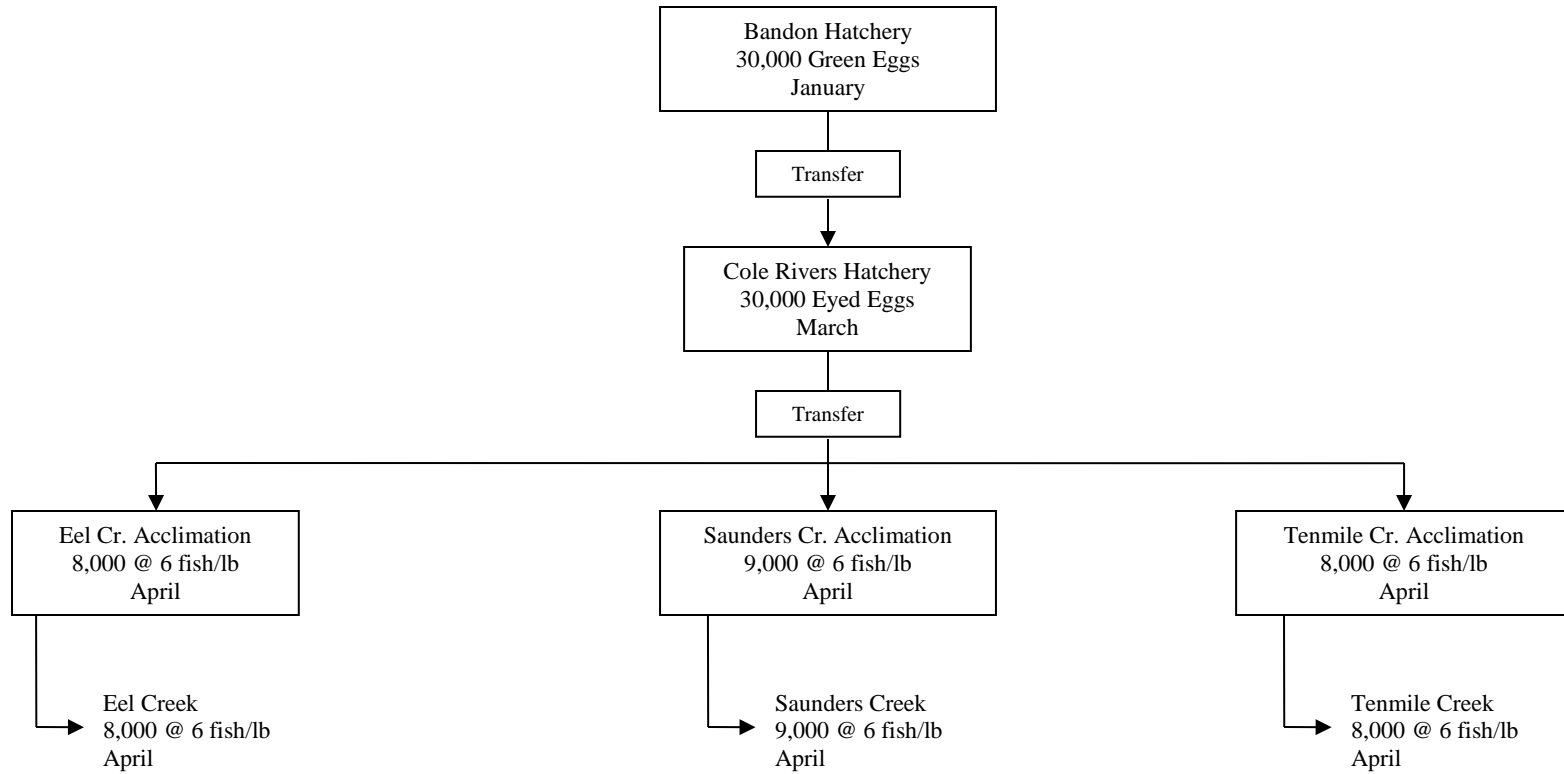 Bandon Hatchery
30,000 Green Eggs
January
Transfer
Cole Rivers Hatchery
30,000 Eyed Eggs
March
Transfer
Eel Cr. Acclimation
8,000 @ 6 fish/lb
April
Saunders Cr. Acclimation
9,000 @ 6 fish/lb
April
Tenmile Cr. Acclimation
8,000 @ 6 fish/lb
April
Eel Creek
8,000 @ 6 fish/lb
April
Saunders Creek
9,000 @ 6 fish/lb
April
Tenmile Creek
8,000 @ 6 fish/lb
April